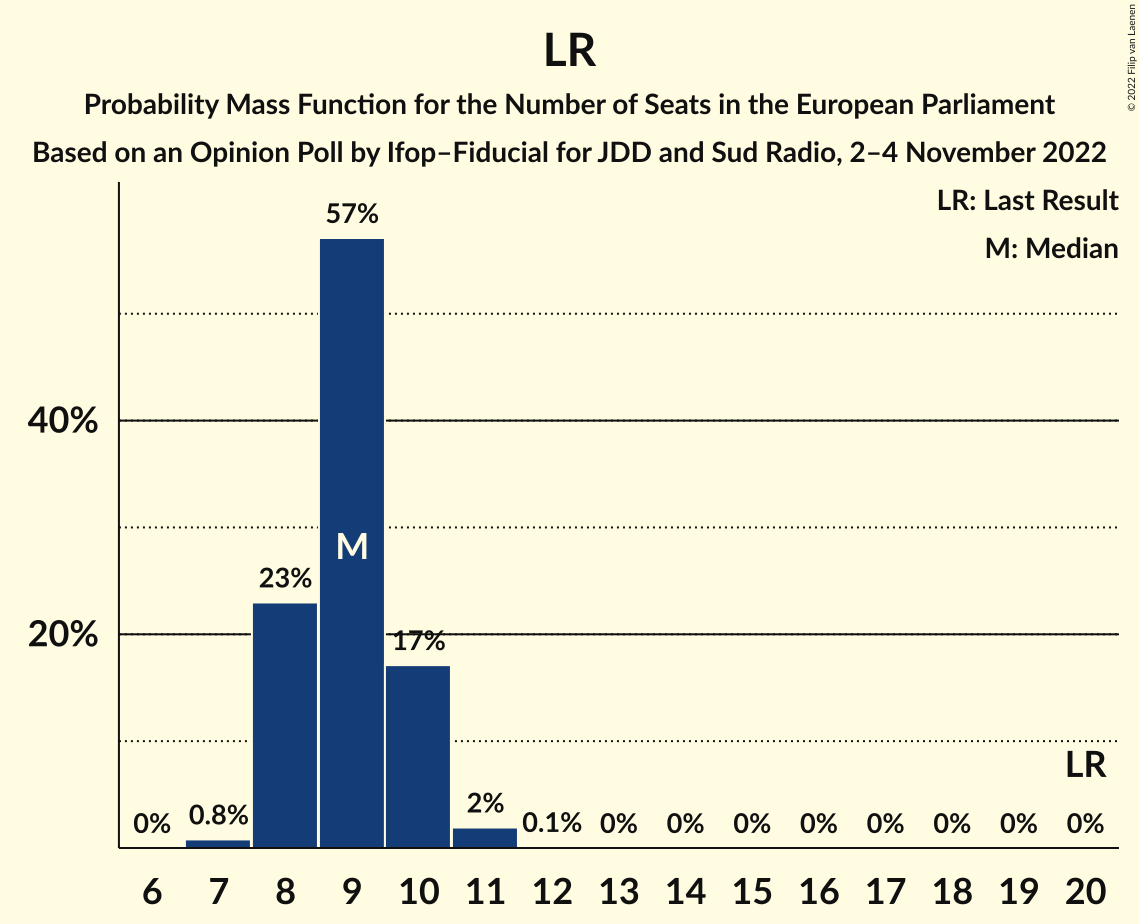 LR
Probability Mass Function for the Number of Seats in the European Parliament
Based on an Opinion Poll by Ifop–Fiducial for JDD and Sud Radio, 2–4 November 2022
© 2022 Filip van Laenen
LR: Last Result
M: Median
57%
40%
M
23%
20%
17%
LR
0% 0.8% 2% 0.1% 0% 0% 0% 0% 0% 0% 0% 0%
6 7 8 9 10 11 12 13 14 15 16 17 18 19 20